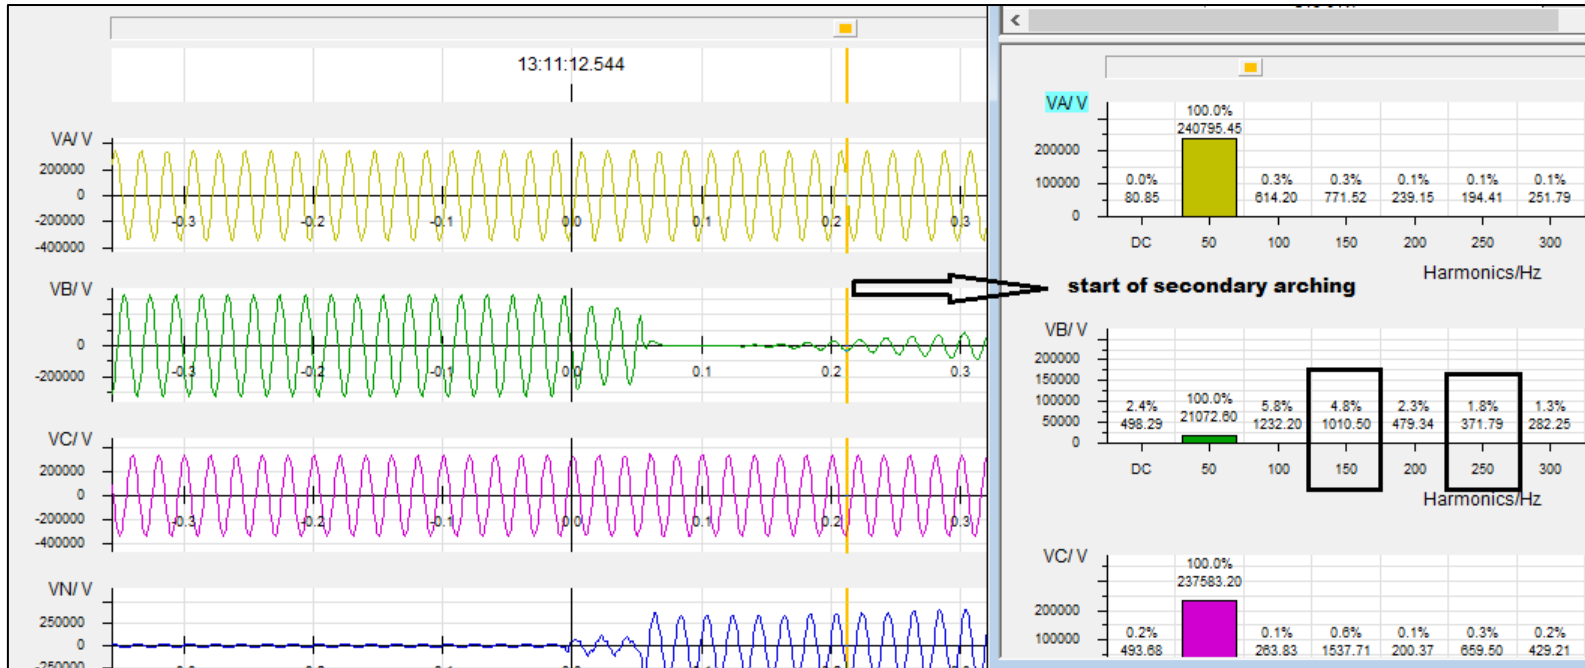 13:11:12.544
VA/ V
200000
0
-200000
-400000
-0.3
-0.2
-0.1
0.0
0.1
0.2
0.3
VB/ V
0
-200000
-0.3
-0.2
-0.1
0.0
0.1
0.2
0.3
VC/ V
200000
0
-200000
-400000
-0.3
-0.2
-0.1
0.0
0.1
0.2
0.3
VN/ V
250000
0
-250000
VA/ V
200000
100000
0
100.0%
240795.45
0.0% 0.3% 0.3% 0.1% 0.1% 0.1%
80.85 614.20 771.52 239.15 194.41 251.79
DC 50 100 150 200 250 300
Harmonics/Hz
start of secondary arching
VB/ V
200000
150000
100000
50000
0
2.4% 100.0% 5.8% 4.8% 2.3% 1.8% 1.3%
498.29 21072.60 1232.20 1010.50 479.34 371.79 282.25
DC 50 100 150 200 250 300
Harmonics/Hz
VC/ V
200000
100000
100.0%
237583.20
0.2% 0.1% 0.6% 0.1% 0.3% 0.2%
493.68 263.83 1537.71 200.37 659.50 429.21